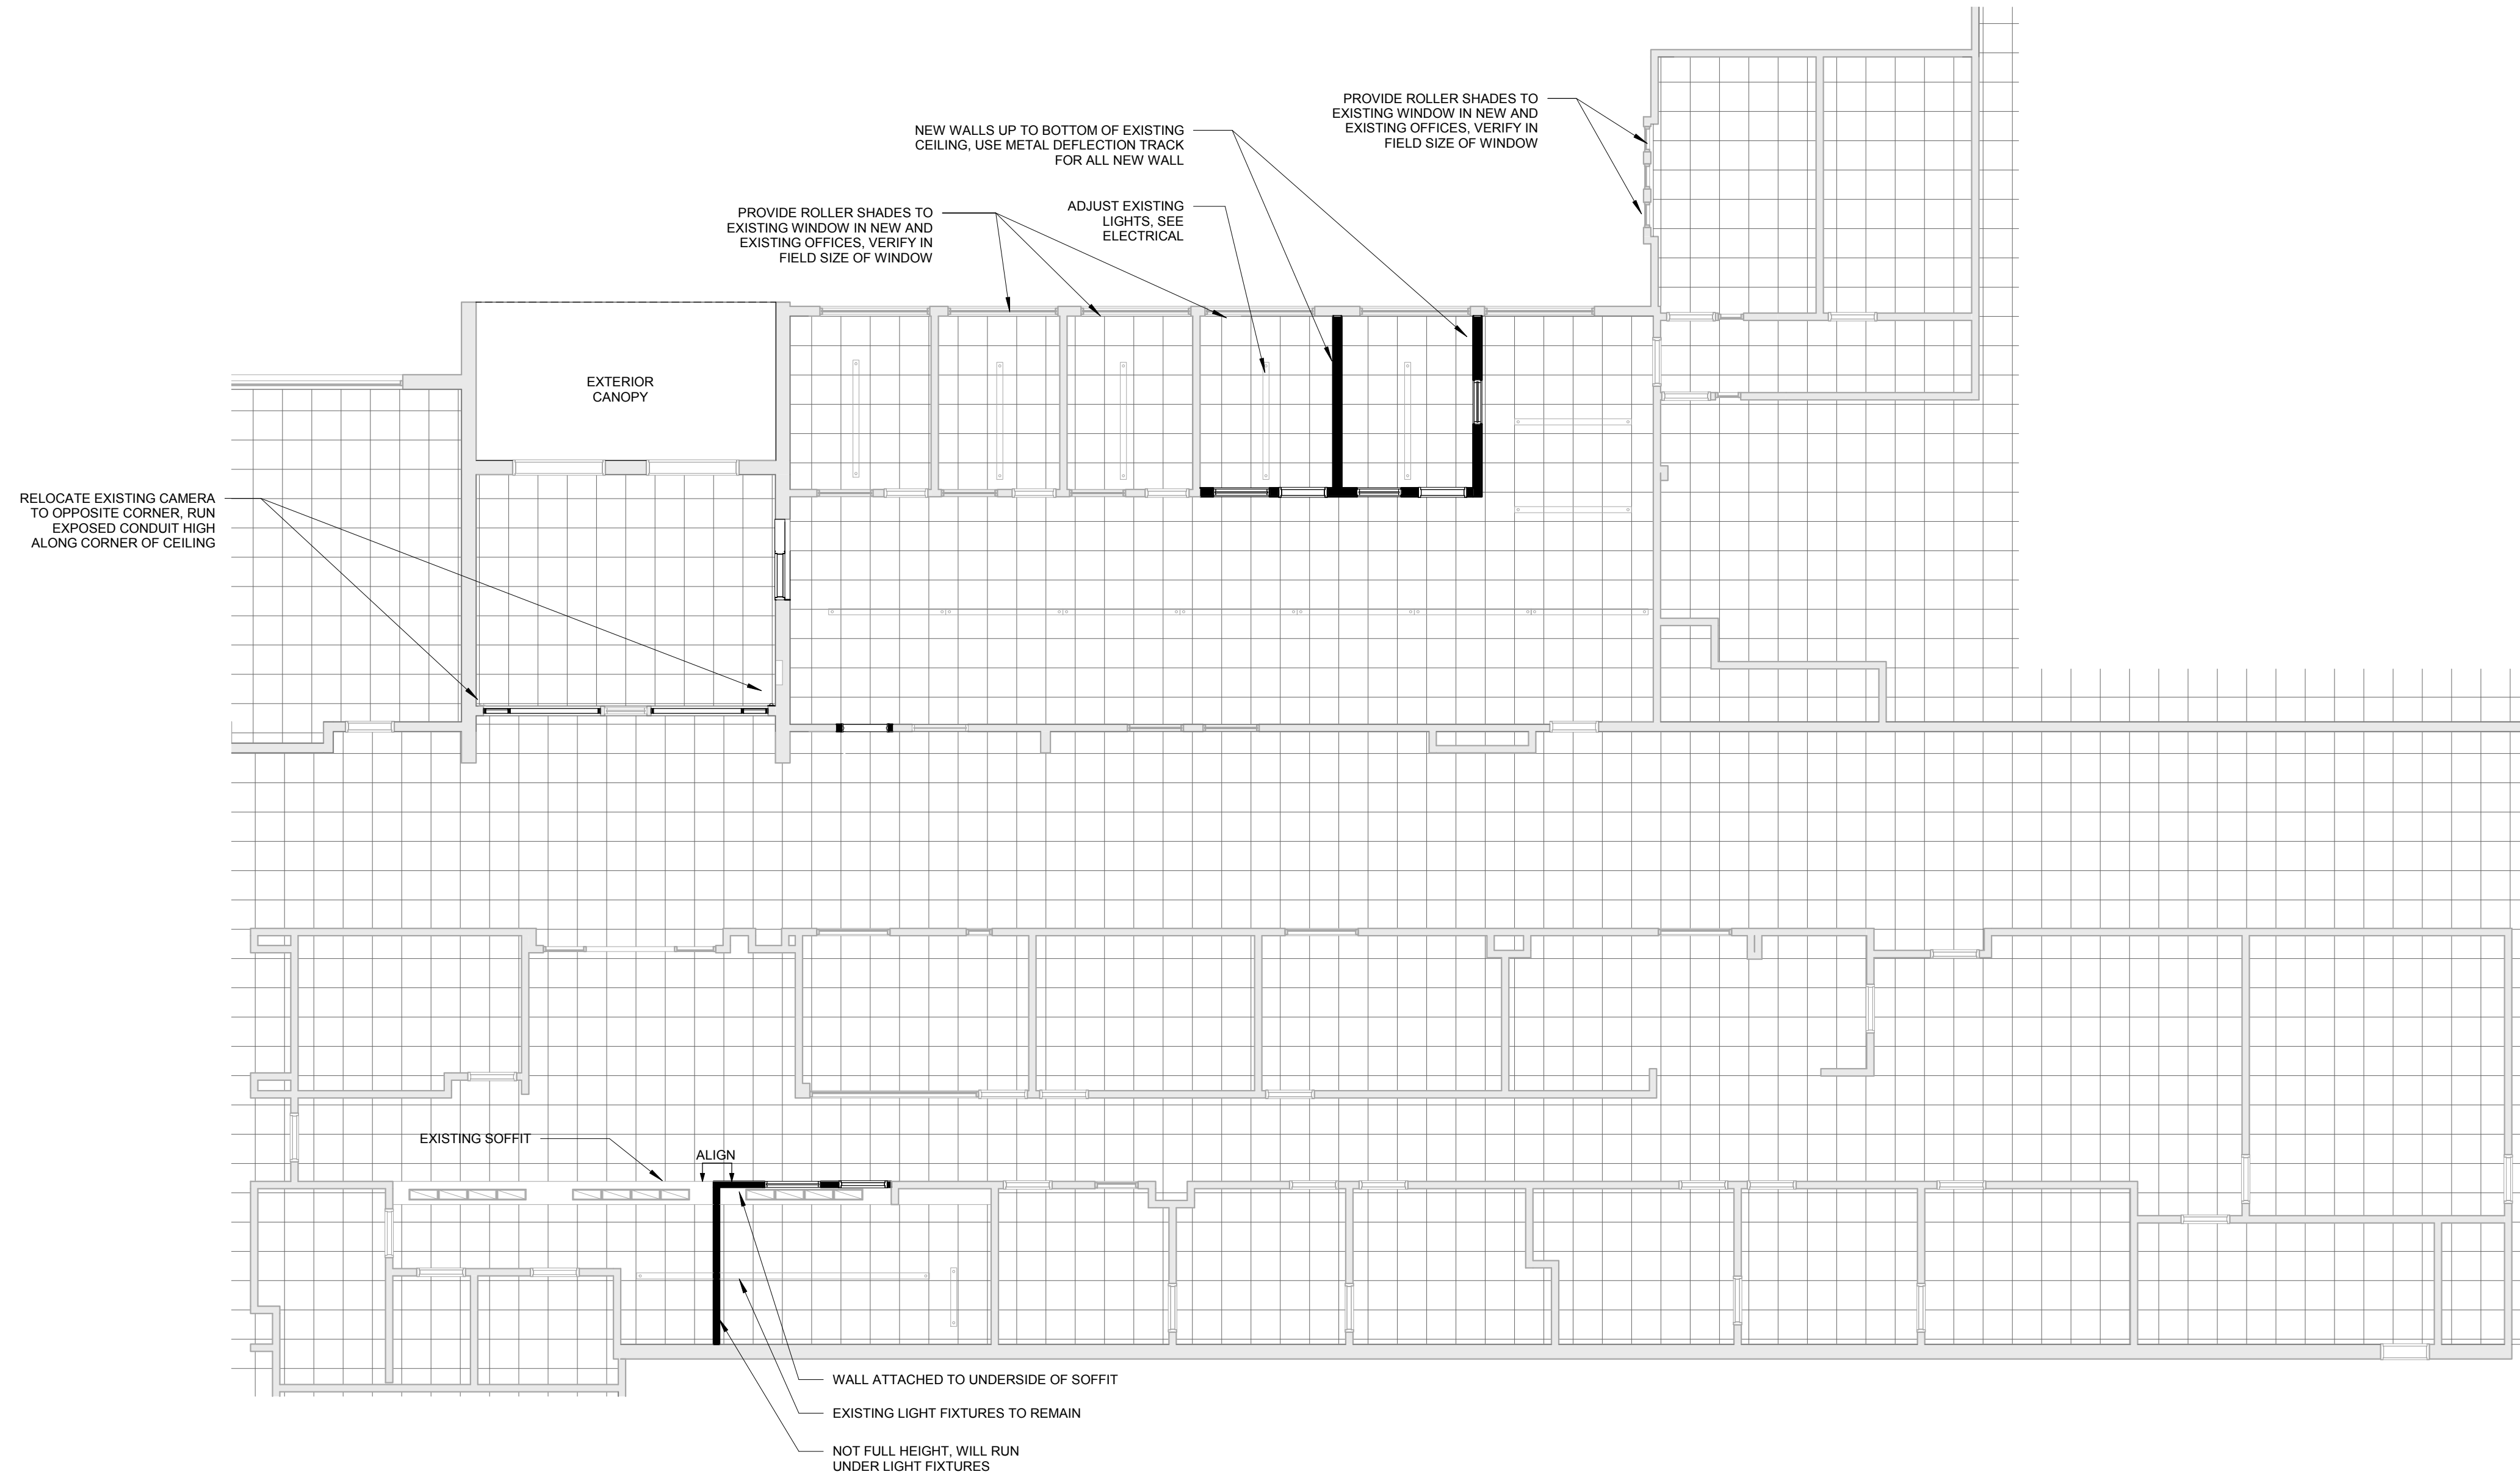 PROVIDE ROLLER SHADES TO
EXISTING WINDOW IN NEW AND
EXISTING OFFICES, VERIFY IN
FIELD SIZE OF WINDOW
NEW WALLS UP TO BOTTOM OF EXISTING
CEILING, USE METAL DEFLECTION TRACK
FOR ALL NEW WALL
ADJUST EXISTING
LIGHTS, SEE
ELECTRICAL
PROVIDE ROLLER SHADES TO
EXISTING WINDOW IN NEW AND
EXISTING OFFICES, VERIFY IN
FIELD SIZE OF WINDOW
EXTERIOR
CANOPY
RELOCATE EXISTING CAMERA
TO OPPOSITE CORNER, RUN
EXPOSED CONDUIT HIGH
ALONG CORNER OF CEILING
EXISTING SOFFIT
ALIGN
WALL ATTACHED TO UNDERSIDE OF SOFFIT
EXISTING LIGHT FIXTURES TO REMAIN
NOT FULL HEIGHT, WILL RUN
UNDER LIGHT FIXTURES